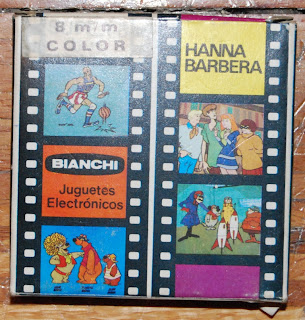 8 m/m
COLOR
HANNA
BARBERA
BIANCHI
Juguetes
Electrónicos